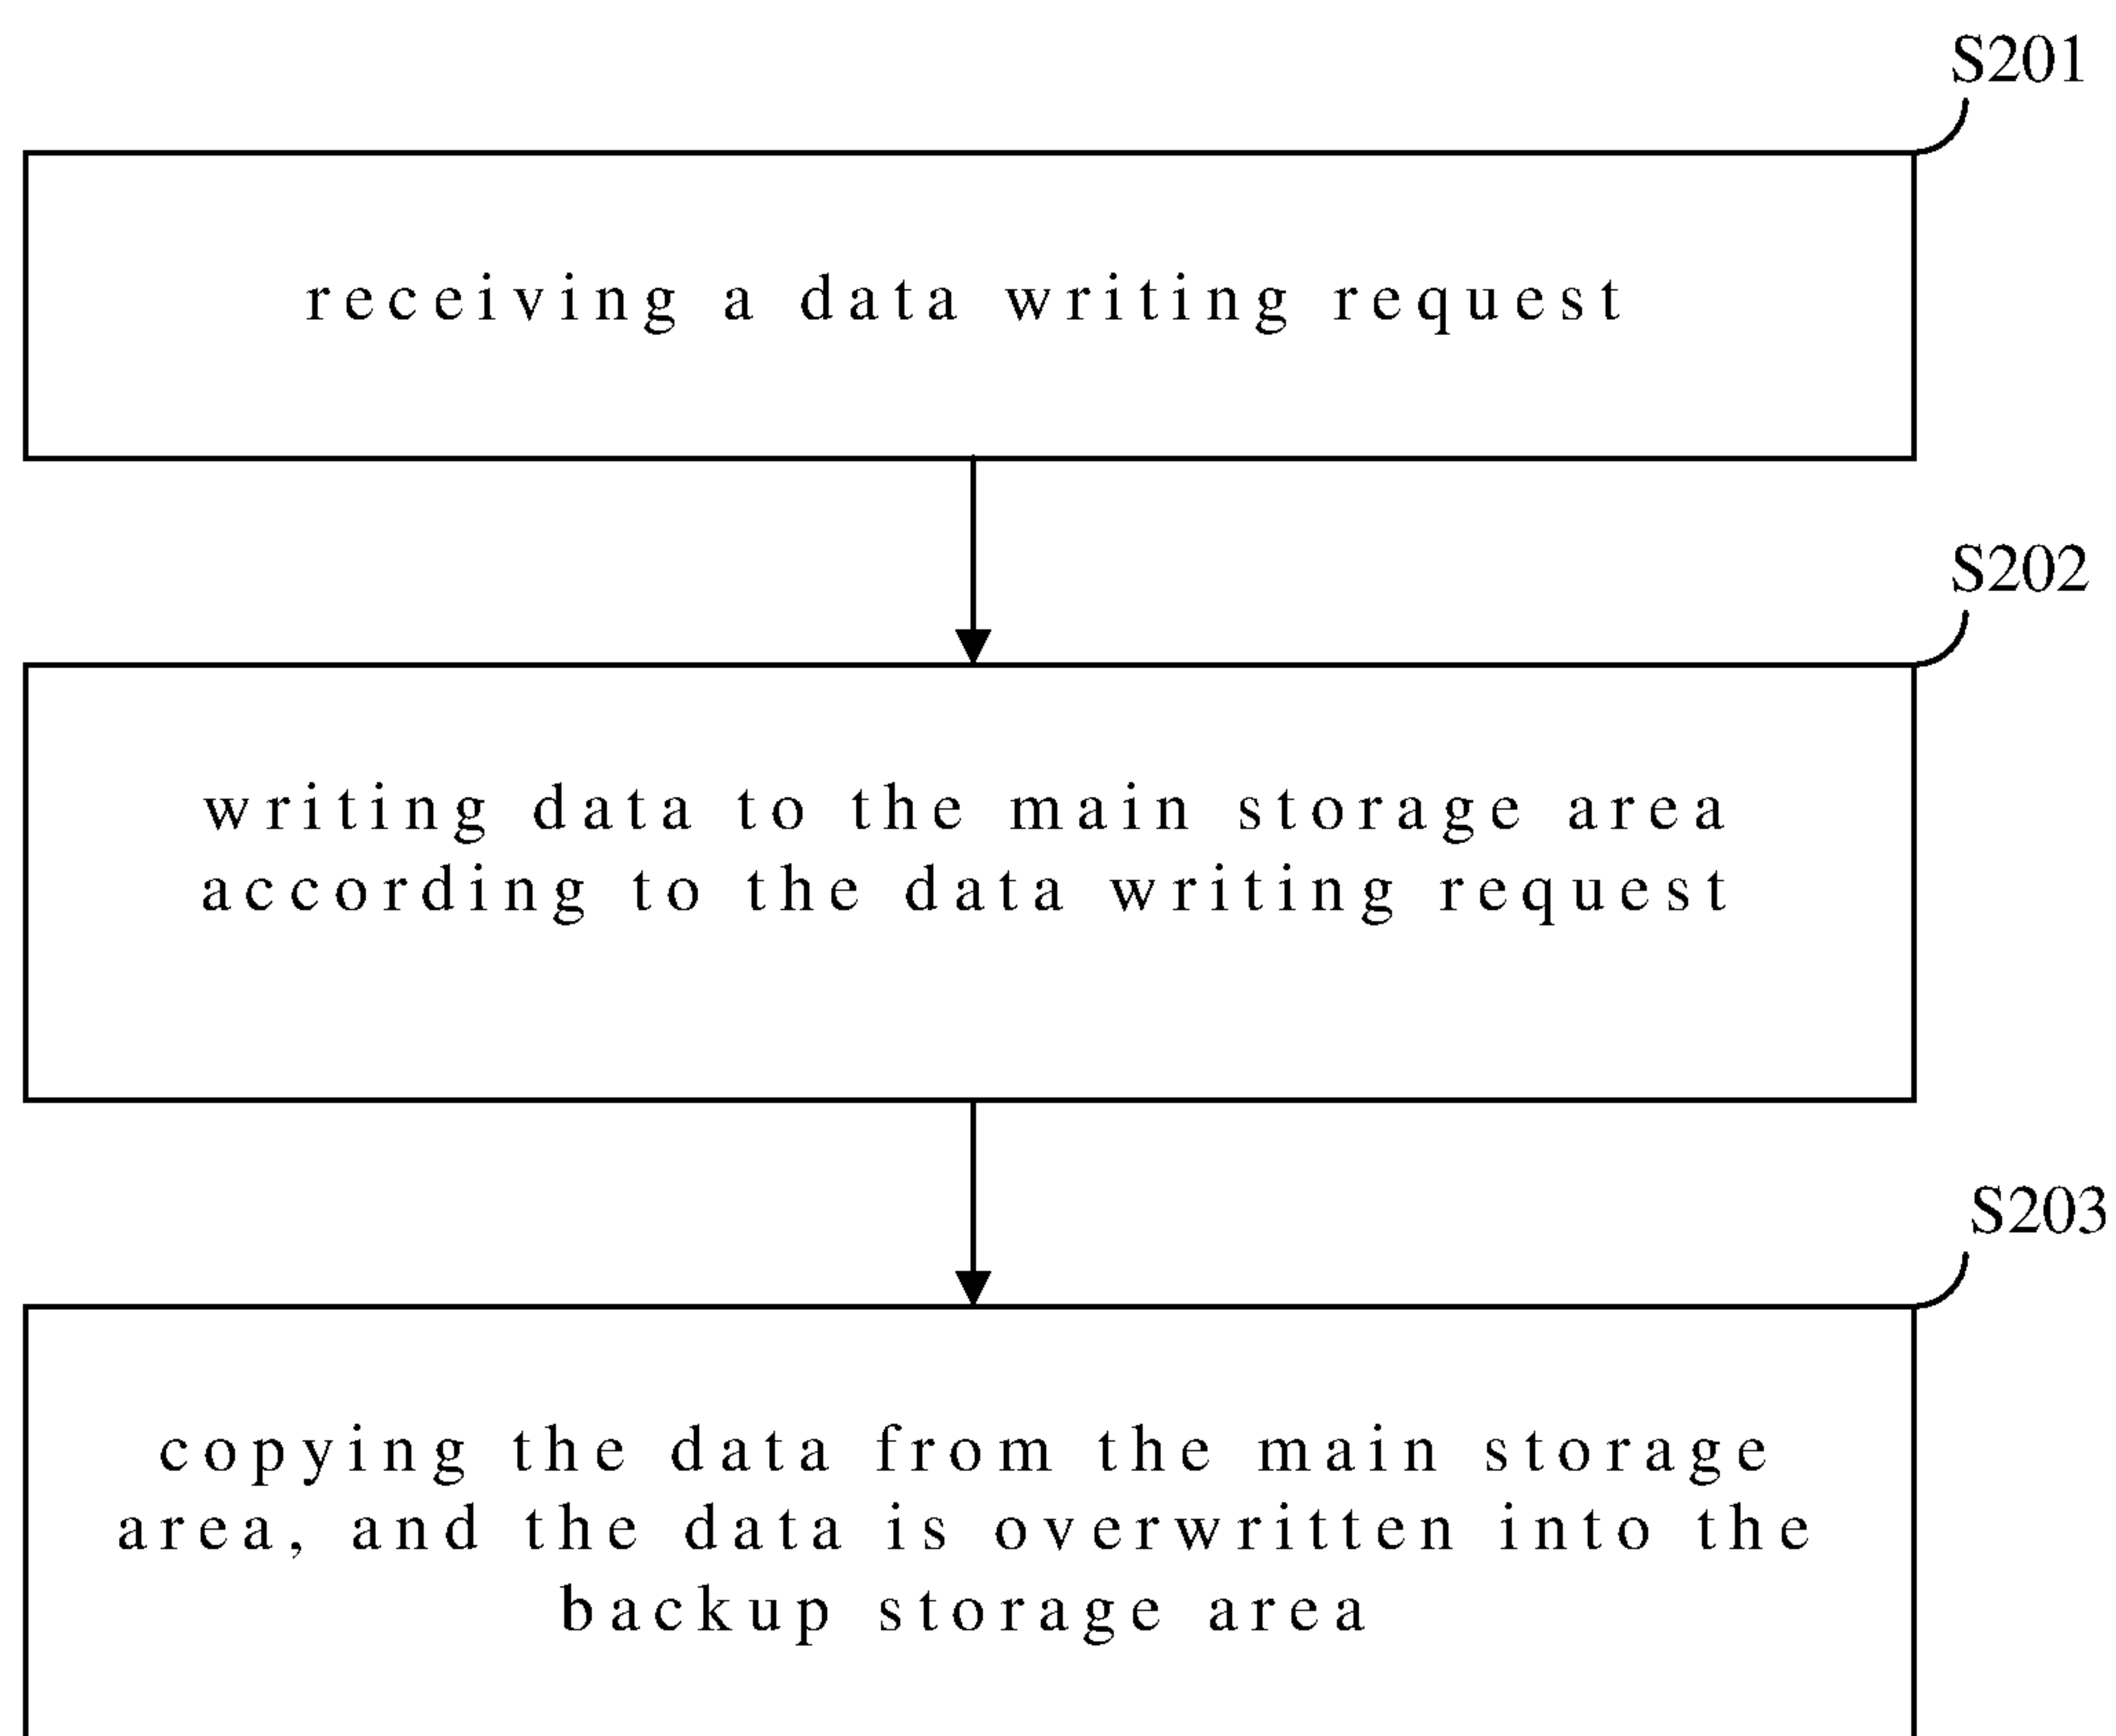 S201
receiving a data writing request
S202
writing data to the main storage area
according to the data writing request
S203
copying the data from the main storage
area, and the data is overwritten into the
backup storage area